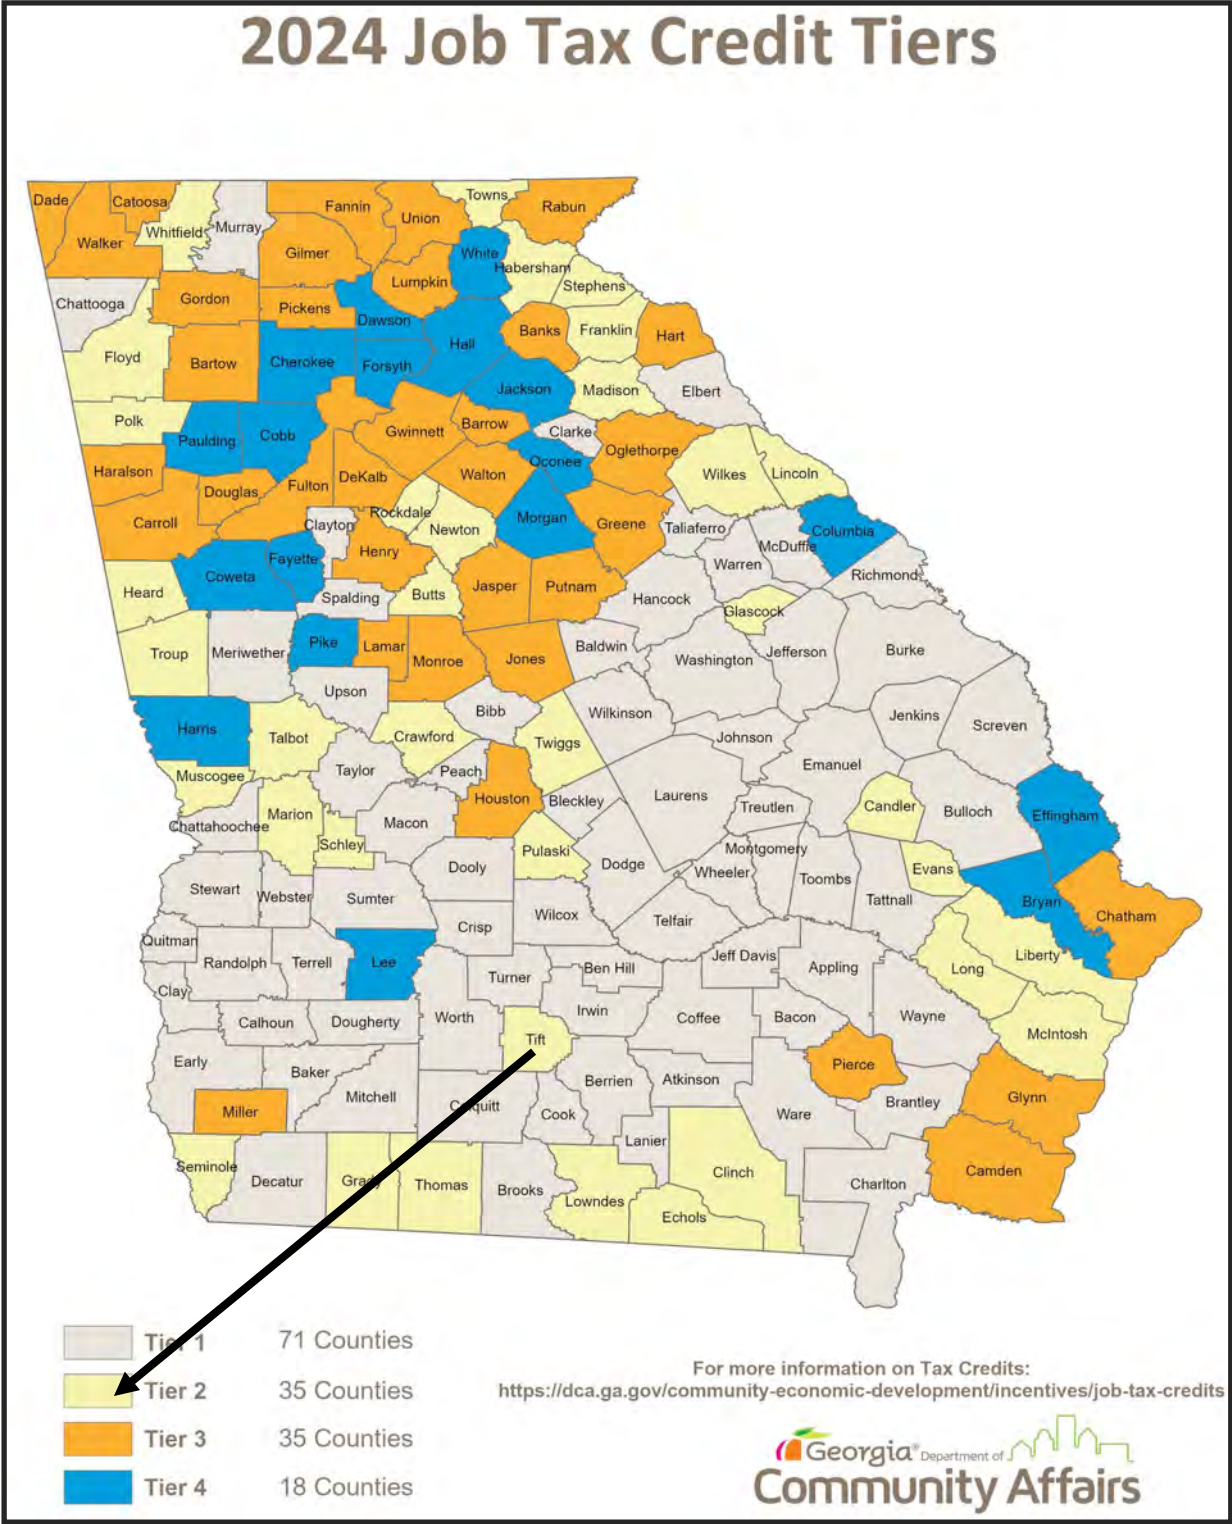 2024 Job Tax Credit Tiers
Dade
Catoosa
Whitfield
Murray
Fannin
Union
Towns
Rabun
Walker
Gilmer
White
Habersham
Lumpkin
Stephens
Chattooga
Gordon
Pickens
Dawson
Hall
Banks
Franklin
Hart
Floyd
Bartow
Cherokee
Forsyth
Jackson
Madison
Elbert
Polk
Paulding
Cobb
Gwinnett
Barrow
Clarke
Oglethorpe
Oconee
Haralson
Douglas
Fulton
DeKalb
Walton
Wilkes
Lincoln
Carroll
Clayton
Rockdale
Newton
Morgan
Greene
Taliaferro
McDuffie
Columbia
Heard
Coweta
Fayette
Henry
Spalding
Butts
Jasper
Putnam
Hancock
Warren
Richmond
Glascock
Troup
Meriwether
Pike
Lamar
Monroe
Jones
Baldwin
Washington
Jefferson
Burke
Upson
Bibb
Wilkinson
Jenkins
Screven
Harris
Talbot
Crawford
Twiggs
Johnson
Muscogee
Taylor
Peach
Houston
Bleckley
Laurens
Emanuel
Treutlen
Candler
Bulloch
Effingham
Chattahoochee
Marion
Schley
Macon
Pulaski
Dodge
Montgomery
Wheeler
Toombs
Evans
Stewart
Webster
Sumter
Dooly
Wilcox
Telfair
Tattnall
Bryan
Chatham
Quitman
Randolph
Terrell
Lee
Crisp
Turner
Ben Hill
Jeff Davis
Appling
Long
Liberty
Clay
Calhoun
Dougherty
Worth
Irwin
Coffee
Bacon
Wayne
McIntosh
Tift
Early
Baker
Mitchell
Colquitt
Cook
Berrien
Atkinson
Pierce
Brantley
Glynn
Miller
Ware
Lanier
Seminole
Decatur
Grady
Thomas
Brooks
Lowndes
Echols
Clinch
Charlton
Camden
Tier 1 71 Counties
Tier 2 35 Counties
Tier 3 35 Counties
Tier 4 18 Counties
For more information on Tax Credits:
https://dca.ga.gov/community-economic-development/incentives/job-tax-credits
Georgia® Department of
Community Affairs